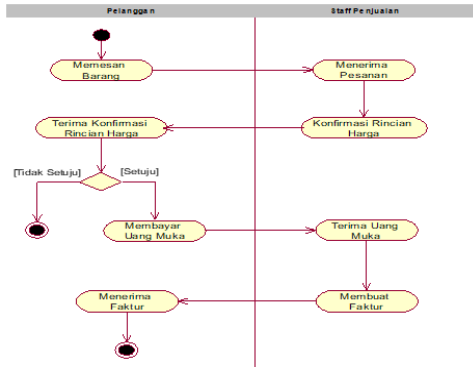 Pelanggan
Staff Penjualan
Memesan
Barang
Menerima
Pesanan
Terima Konfirmasi
Rincian Harga
Konfirmasi Rincian
Harga
[Tidak Setuju]
[Setuju]
Membayar
Uang Muka
Terima Uang
Muka
Menerima
Faktur
Membuat
Faktur